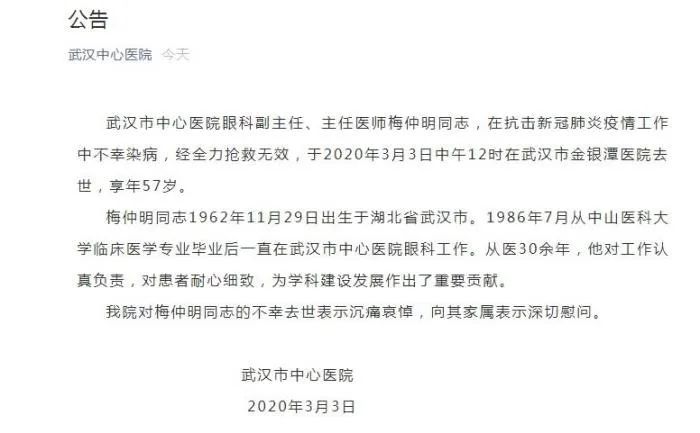 公告
武汉中心医院 今天
武汉市中心医院眼科副主任、主任医师梅仲明同志，在抗击新冠肺炎疫情工作
中不幸染病，经全力抢救无效，于2020年3月3日中午12时在武汉市金银潭医院去
世，享年57岁。
梅仲明同志1962年11月29日出生于湖北省武汉市。1986年7月从中山医科大
学临床医学专业毕业后一直在武汉市中心医院眼科工作。从医30余年，他对工作认
真负责，对患者耐心细致，为学科建设发展作出了重要贡献。
我院对梅仲明同志的不幸去世表示沉痛哀悼，向其家属表示深切慰问。
武汉市中心医院
2020年3月3日